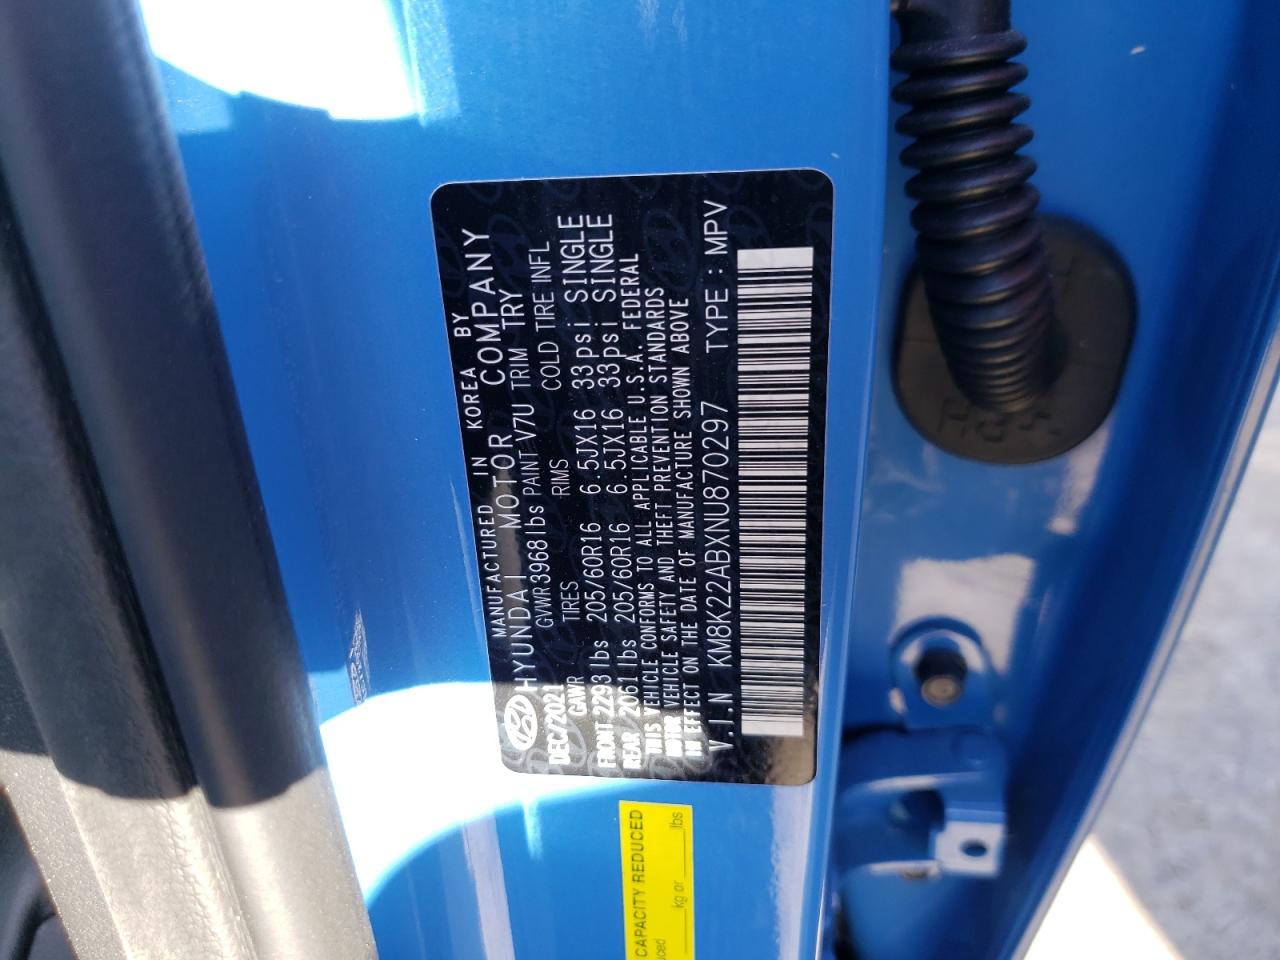 MANUFACTURED IN KOREA BY
HYUNDAI MOTOR COMPANY
DEC/2021 GVWR 3968 lbs PAINT V7U TRIM TRY
GAWR TIRES RIMS COLD TIRE INFL
FRONT 2293 lbs 205/60R16 6.5JX16 33psi SINGLE
REAR 2061 lbs 205/60R16 6.5JX16 33psi SINGLE
THIS VEHICLE CONFORMS TO ALL APPLICABLE U.S.A. FEDERAL
MOTOR VEHICLE SAFETY AND THEFT PREVENTION STANDARDS
IN EFFECT ON THE DATE OF MANUFACTURE SHOWN ABOVE
V.I.N KM8K22ABXNU870297 TYPE : MPV
CAPACITY REDUCED
kg or lbs